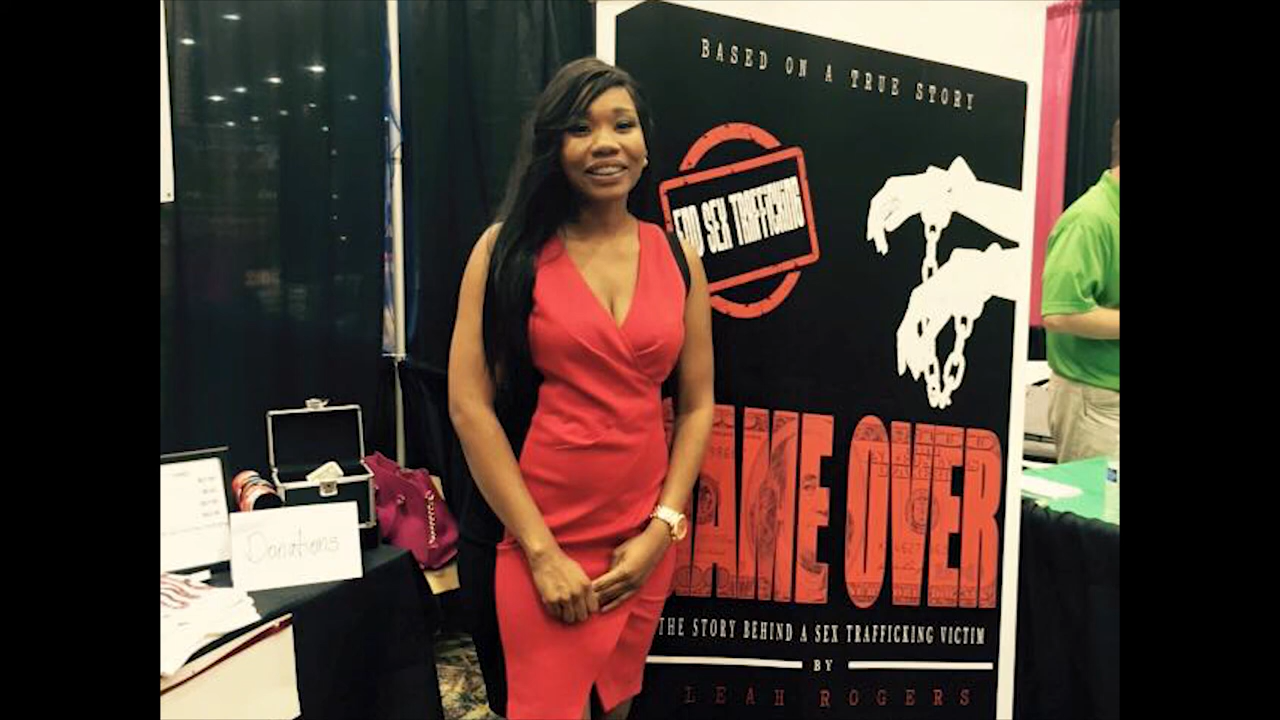 BASED ON A TRUE STORY
END SEX TRAFFICKING
AME OVER
THE STORY BEHIND A SEX TRAFFICKING VICTIM
BY
LEAH ROGERS
Donations